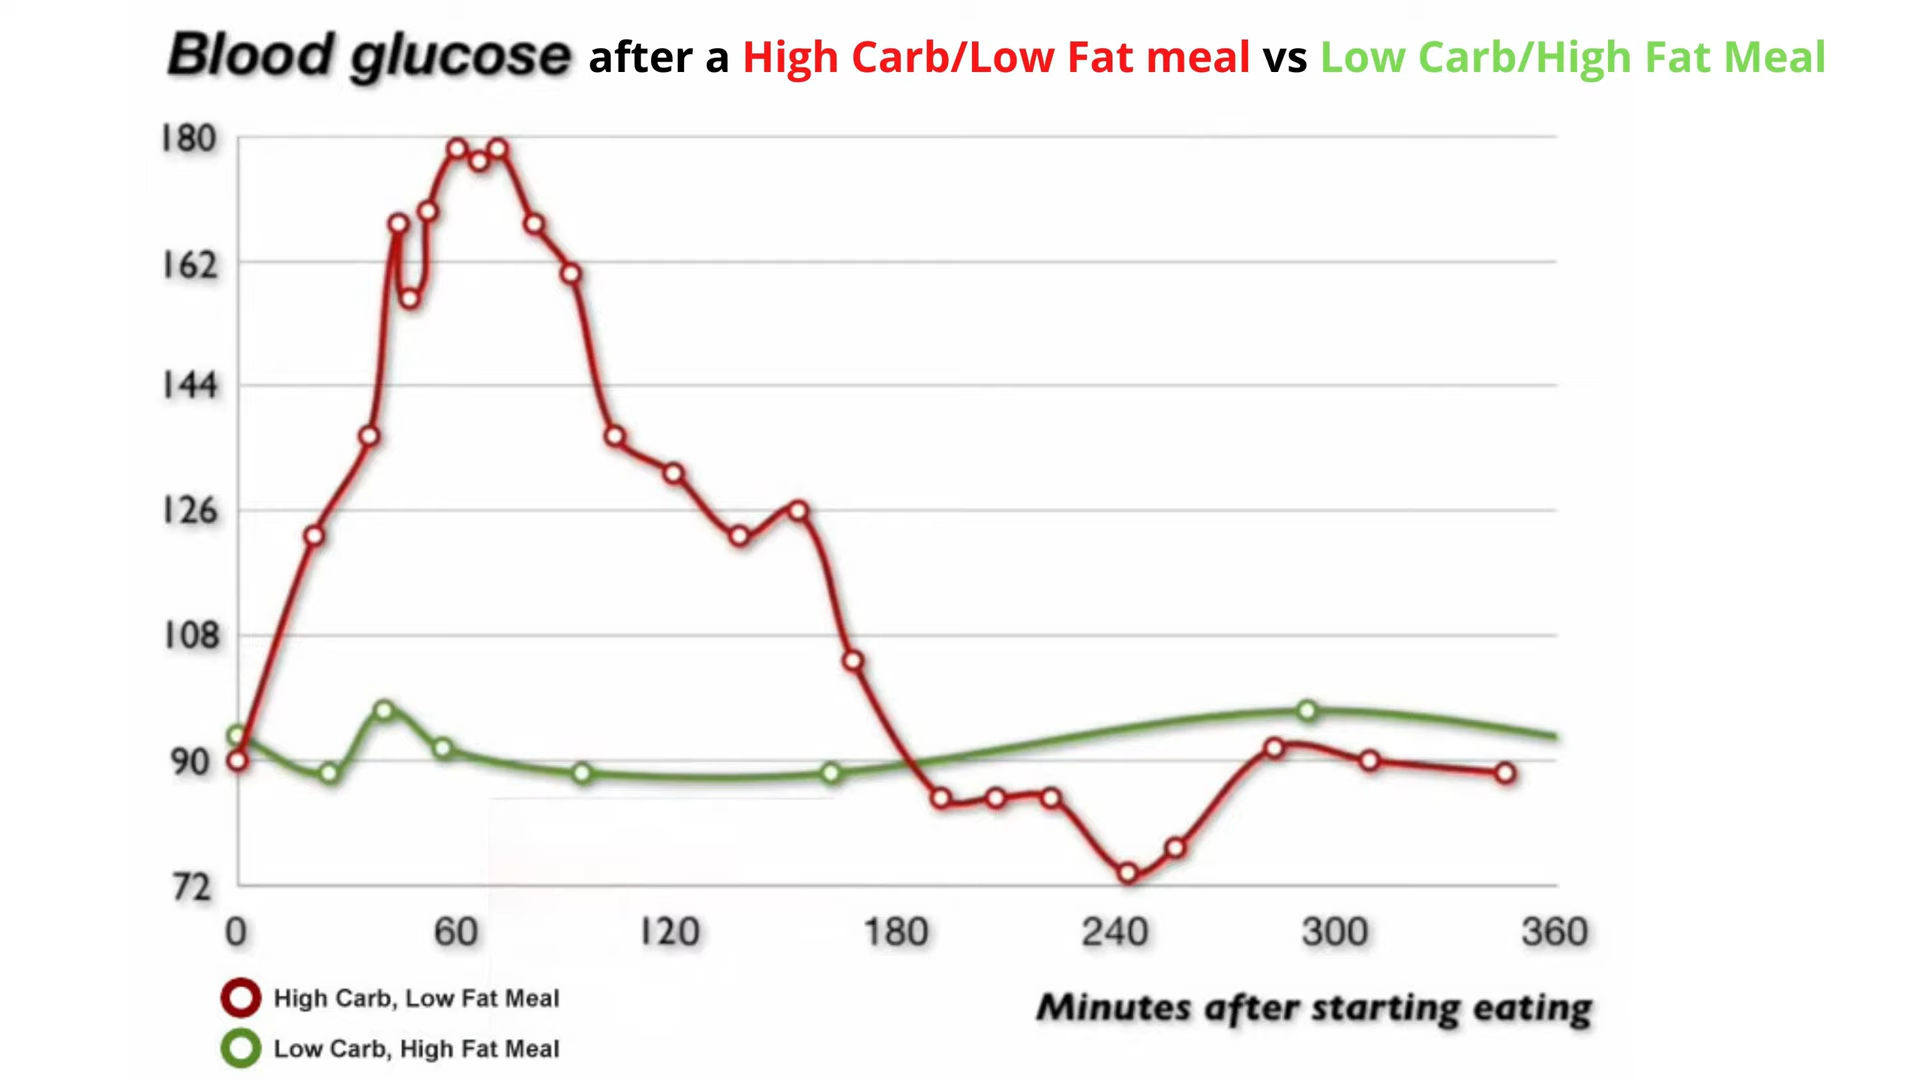 Blood glucose after a High Carb/Low Fat meal vs Low Carb/High Fat Meal
180
162
144
126
108
90
72
0 60 120 180 240 300 360
High Carb, Low Fat Meal
Minutes after starting eating
Low Carb, High Fat Meal